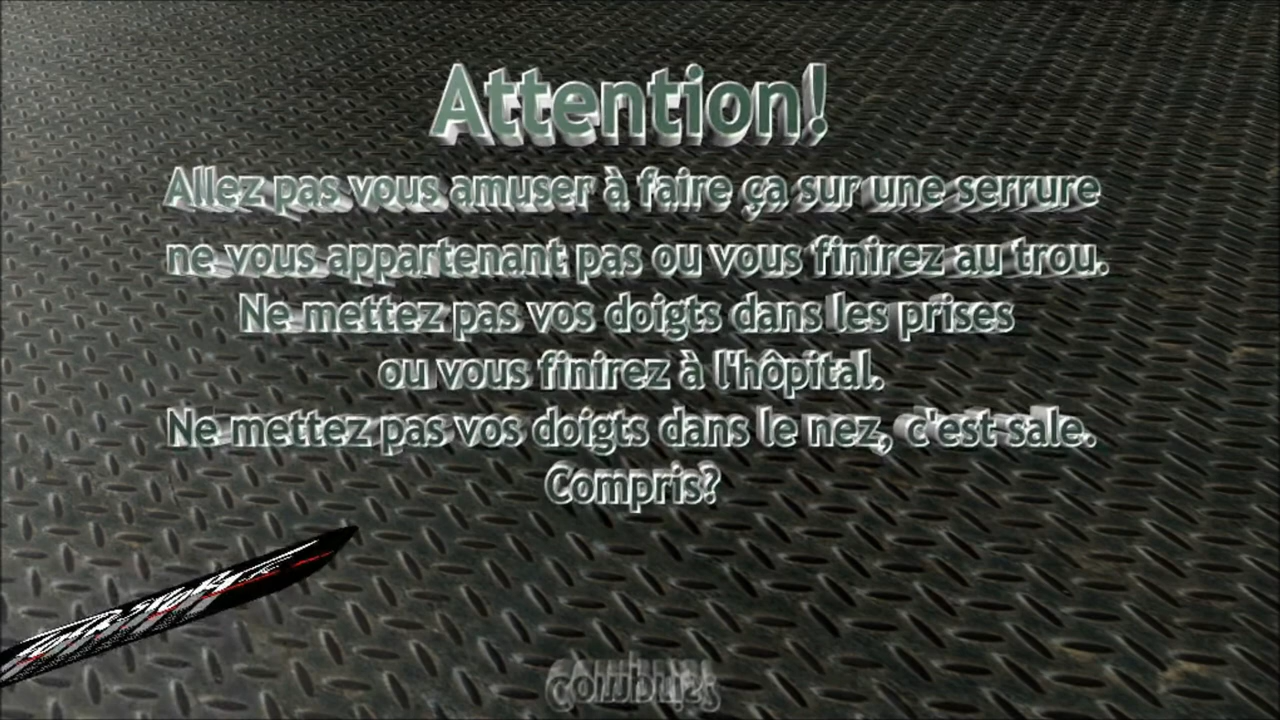 Attention!
Allez pas vous amuser à faire ça sur une serrure
ne vous appartenant pas ou vous finirez au trou.
Ne mettez pas vos doigts dans les prises
ou vous finirez à l'hôpital.
Ne mettez pas vos doigts dans le nez, c'est sale.
Compris?